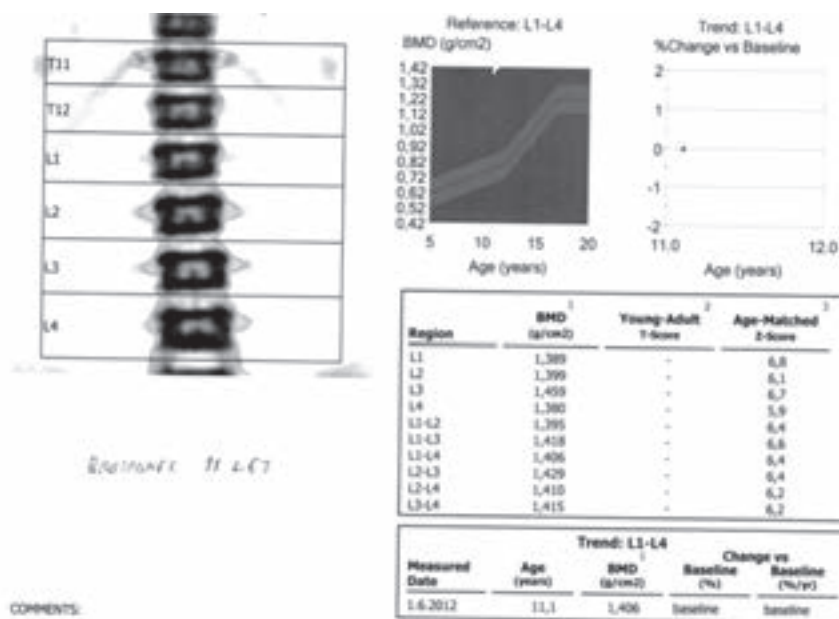 T11
T12
L1
L2
L3
L4
11 LET
COMMENTS:
Reference: L1-L4
BMD (g/cm2)
1,42
1,32
1,22
1,12
1,02
0,92
0,82
0,72
0,62
0,52
0,42
5 10 15 20
Age (years)
Trend: L1-L4
%Change vs Baseline
2
1
0
-1
-2
11.0 12.0
Age (years)
1 2 3
BMD Young-Adult Age-Matched
Region (g/cm2) T-Score Z-Score
L1 1,389 - 6,8
L2 1,399 - 6,1
L3 1,459 - 6,7
L4 1,380 - 5,9
L1-L2 1,395 - 6,4
L1-L3 1,418 - 6,6
L1-L4 1,406 - 6,4
L2-L3 1,429 - 6,4
L2-L4 1,410 - 6,2
L3-L4 1,415 - 6,2
Trend: L1-L4
1 Change vs
Measured Age BMD Baseline Baseline
Date (years) (g/cm2) (%) (%/yr)
1.6.2012 11,1 1,406 baseline baseline